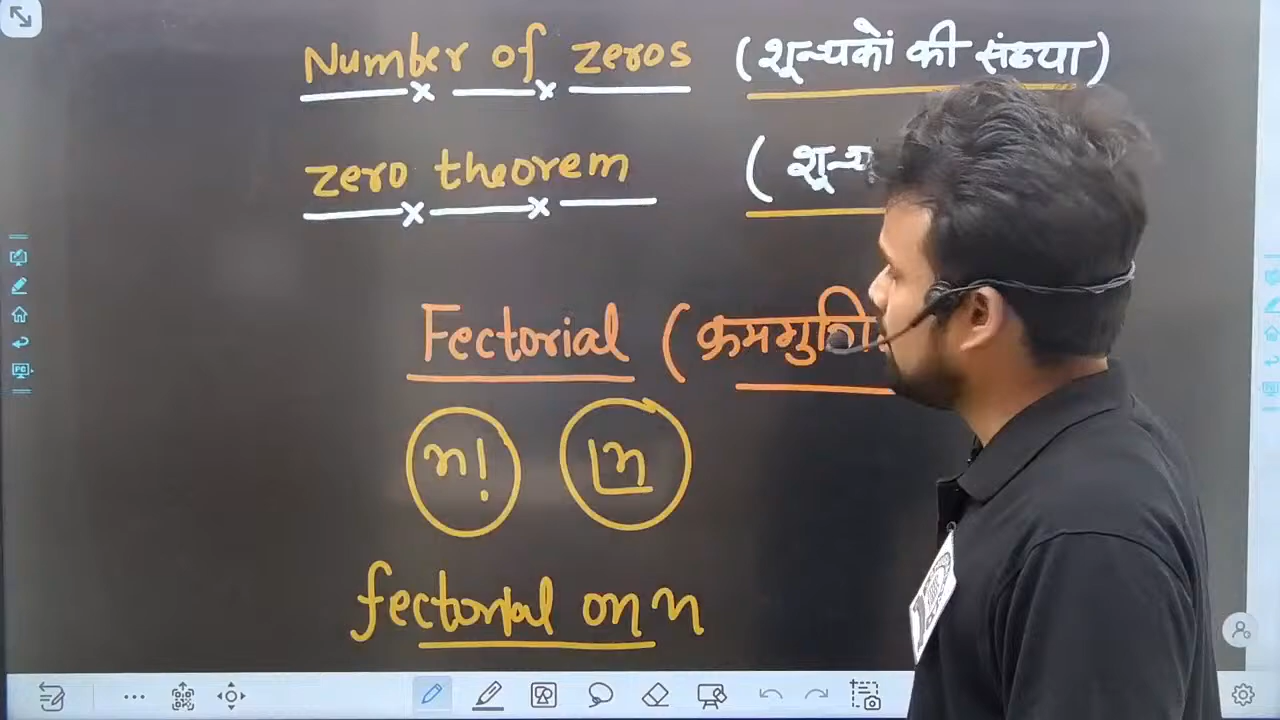 Number of zeros (शून्यकों की संख्या)
zero theorem (
Fectorial (
n! |n
fectorial on n